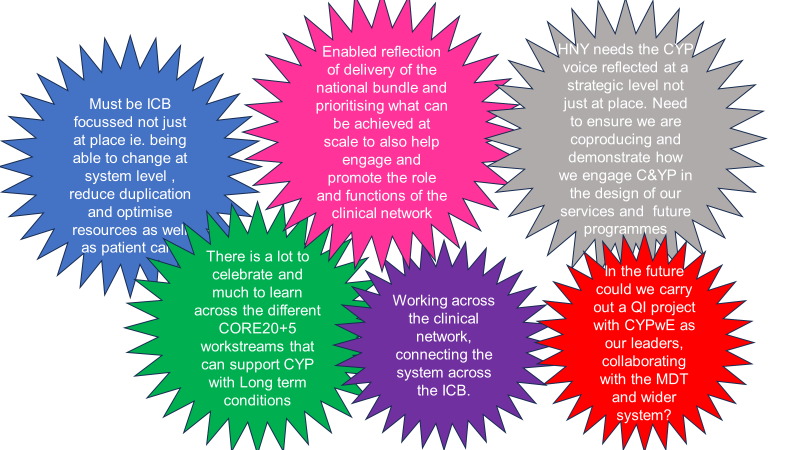 Must be ICB
focussed not just
at place ie. being
able to change at
system level ,
reduce duplication
and optimise
resources as well
as patient
Enabled reflection
of delivery of the
national bundle and
prioritising what can
be achieved at
scale to also help
engage and
promote the role
and functions of the
clinical network
HNY needs the CYP
voice reflected at a
strategic level not
just at place. Need
to ensure we are
coproducing and
demonstrate how
we engage C&YP in
the design of our
services and future
programmes
There is a lot to
celebrate and
much to learn
across the different
CORE20+5
workstreams that
can support CYP
with Long term
conditions
Working across
the clinical
network,
connecting the
system across
the ICB.
In the future
could we carry
out a QI project
with CYPwE as
our leaders,
collaborating
with the MDT
and wider
system?